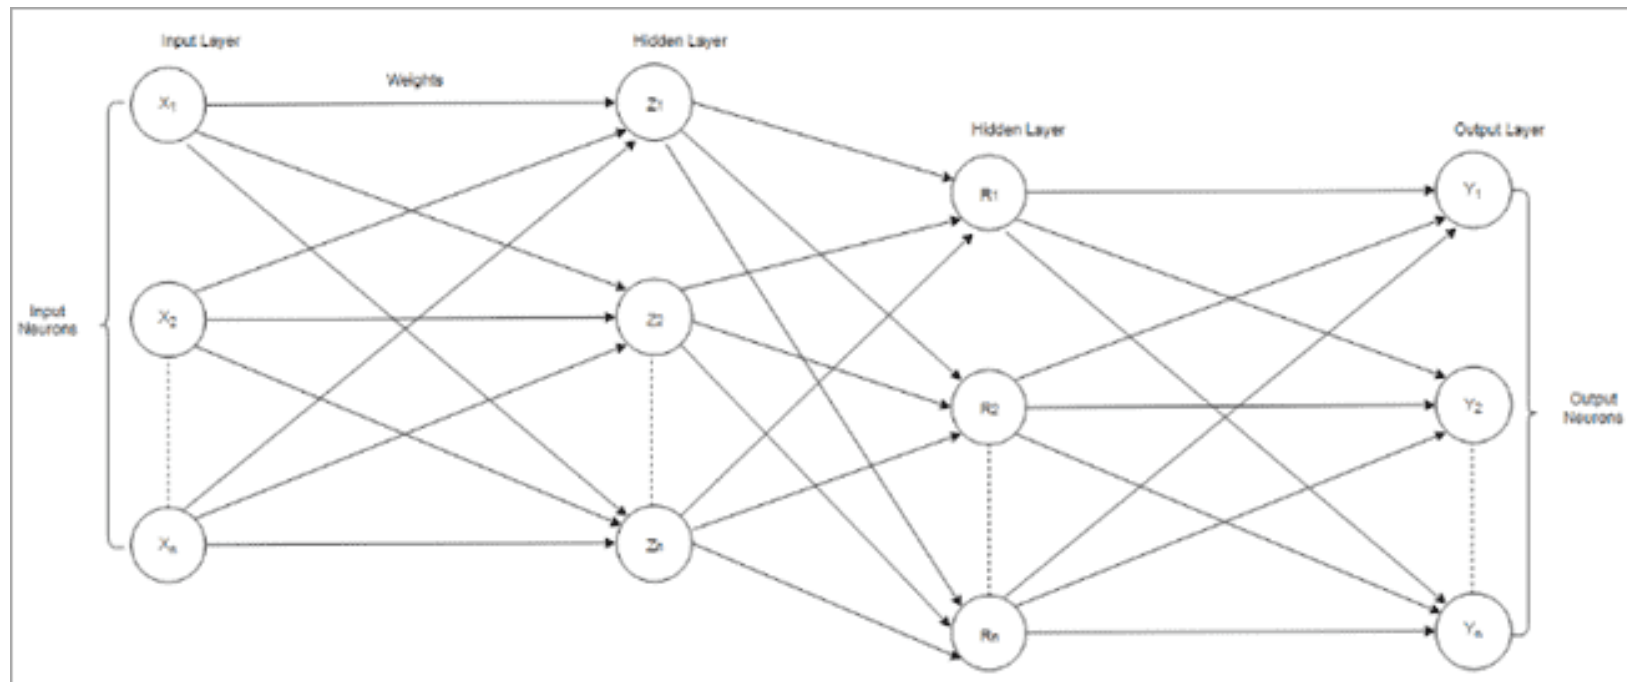 Input Layer
Hidden Layer
Weights
X1
Z1
Hidden Layer
Output Layer
R1
Y1
Input
Neurons
X2
Z2
R2
Y2
Output
Neurons
Xn
Zn
Rn
Yn